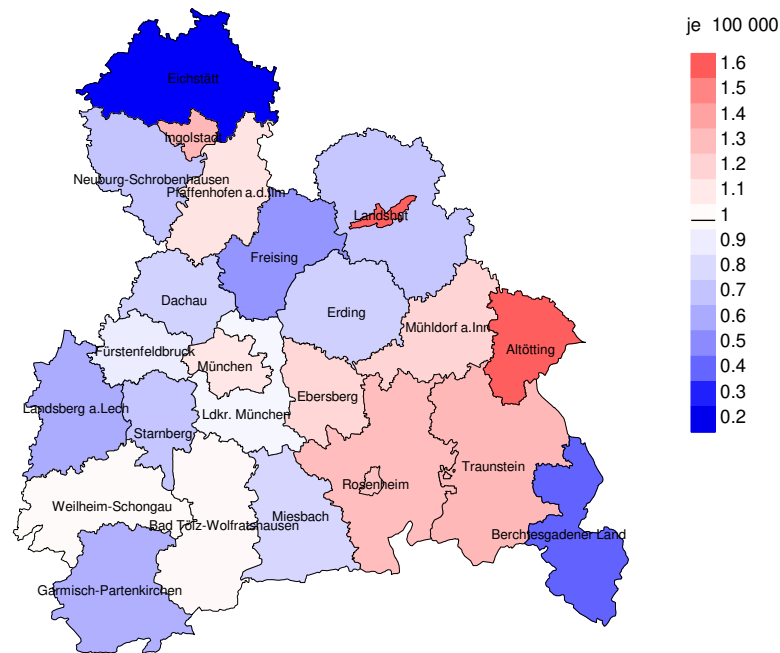 je 100 000
1.6
1.5
1.4
1.3
1.2
1.1
1
0.9
0.8
0.7
0.6
0.5
0.4
0.3
0.2
Eichstätt
Ingolstadt
Neuburg-Schrobenhausen
Pfaffenhofen a.d.Ilm
Landshut
Freising
Dachau
Erding
Mühldorf a.Inn
Altötting
Fürstenfeldbruck
München
Ebersberg
Landsberg a.Lech
Ldkr. München
Starnberg
Traunstein
Rosenheim
Weilheim-Schongau
Miesbach
Bad Tölz-Wolfratshausen
Berchtesgadener Land
Garmisch-Partenkirchen